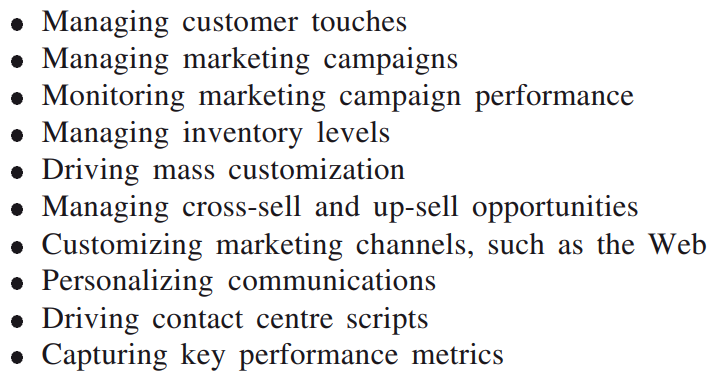 ● Managing customer touches
● Managing marketing campaigns
● Monitoring marketing campaign performance
● Managing inventory levels
● Driving mass customization
● Managing cross-sell and up-sell opportunities
● Customizing marketing channels, such as the Web
● Personalizing communications
● Driving contact centre scripts
● Capturing key performance metrics